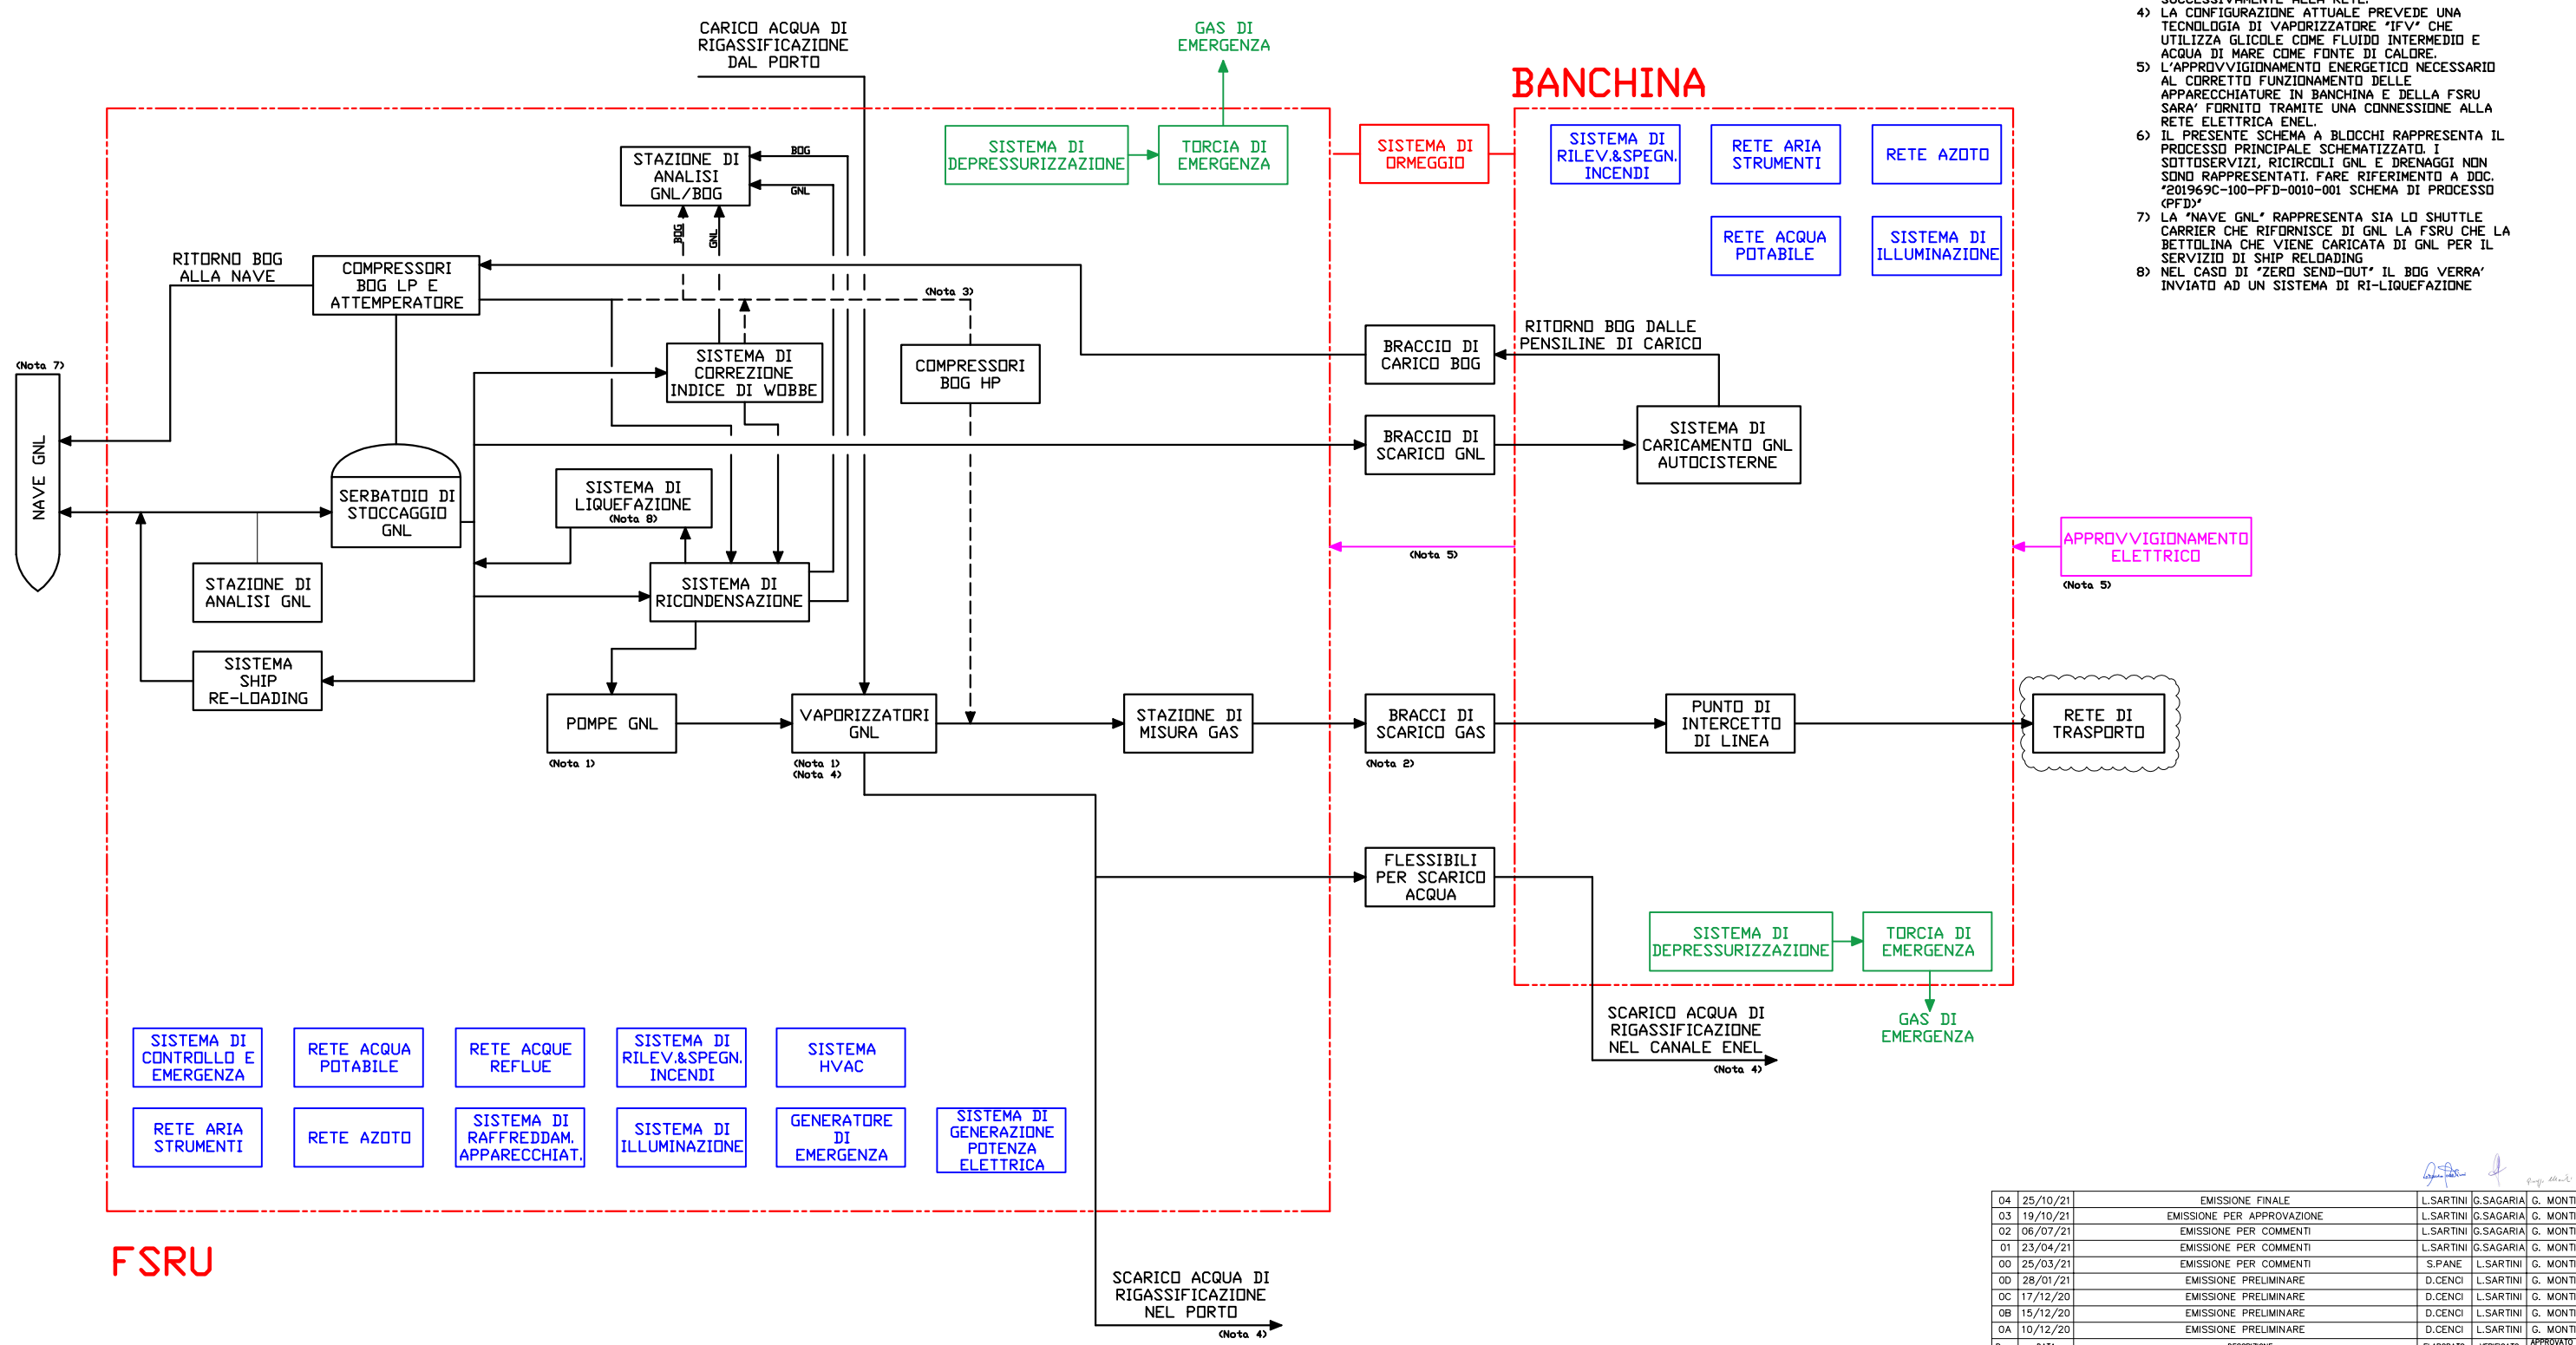 CARICO ACQUA DI
RIGASSIFICAZIONE
DAL PORTO
GAS DI
EMERGENZA
BANCHINA
SUCCESSIVAMENTE ALLA RETE.
4) LA CONFIGURAZIONE ATTUALE PREVEDE UNA
TECNOLOGIA DI VAPORIZZATORE "IFV" CHE
UTILIZZA GLICOLE COME FLUIDO INTERMEDIO E
ACQUA DI MARE COME FONTE DI CALORE.
5) L'APPROVVIGIONAMENTO ENERGETICO NECESSARIO
AL CORRETTO FUNZIONAMENTO DELLE
APPARECCHIATURE IN BANCHINA E DELLA FSRU
SARA' FORNITO TRAMITE UNA CONNESSIONE ALLA
RETE ELETTRICA ENEL.
6) IL PRESENTE SCHEMA A BLOCCHI RAPPRESENTA IL
PROCESSO PRINCIPALE SCHEMATIZZATO. I
SOTTOSERVIZI, RICIRCOLI GNL E DRENAGGI NON
SONO RAPPRESENTATI. FARE RIFERIMENTO A DOC.
"201969C-100-PFD-0010-001 SCHEMA DI PROCESSO
(PFD)"
7) LA "NAVE GNL" RAPPRESENTA SIA LO SHUTTLE
CARRIER CHE RIFORNISCE DI GNL LA FSRU CHE LA
BETTOLINA CHE VIENE CARICATA DI GNL PER IL
SERVIZIO DI SHIP RELOADING
8) NEL CASO DI "ZERO SEND-OUT" IL BOG VERRA'
INVIATO AD UN SISTEMA DI RI-LIQUEFAZIONE
STAZIONE DI
ANALISI
GNL/BOG
BOG
GNL
BOG
GNL
SISTEMA DI
DEPRESSURIZZAZIONE
TORCIA DI
EMERGENZA
SISTEMA DI
ORMEGGIO
SISTEMA DI
RILEV.&SPEGN.
INCENDI
RETE ARIA
STRUMENTI
RETE AZOTO
RETE ACQUA
POTABILE
SISTEMA DI
ILLUMINAZIONE
RITORNO BOG
ALLA NAVE
COMPRESSORI
BOG LP E
ATTEMPERATORE
(Nota 3)
SISTEMA DI
CORREZIONE
INDICE DI WOBBE
COMPRESSORI
BOG HP
BRACCIO DI
CARICO BOG
RITORNO BOG DALLE
PENSILINE DI CARICO
(Nota 7)
NAVE GNL
BRACCIO DI
SCARICO GNL
SISTEMA DI
CARICAMENTO GNL
AUTOCISTERNE
SERBATOIO DI
STOCCAGGIO
GNL
SISTEMA DI
LIQUEFAZIONE
(Nota 8)
(Nota 5)
APPROVVIGIONAMENTO
ELETTRICO
(Nota 5)
STAZIONE DI
ANALISI GNL
SISTEMA DI
RICONDENSAZIONE
SISTEMA
SHIP
RE-LOADING
POMPE GNL
(Nota 1)
VAPORIZZATORI
GNL
(Nota 1)
(Nota 4)
STAZIONE DI
MISURA GAS
BRACCI DI
SCARICO GAS
(Nota 2)
PUNTO DI
INTERCETTO
DI LINEA
RETE DI
TRASPORTO
FLESSIBILI
PER SCARICO
ACQUA
SISTEMA DI
DEPRESSURIZZAZIONE
TORCIA DI
EMERGENZA
GAS DI
EMERGENZA
SCARICO ACQUA DI
RIGASSIFICAZIONE
NEL CANALE ENEL
(Nota 4)
SISTEMA DI
CONTROLLO E
EMERGENZA
RETE ACQUA
POTABILE
RETE ACQUE
REFLUE
SISTEMA DI
RILEV.&SPEGN.
INCENDI
SISTEMA
HVAC
RETE ARIA
STRUMENTI
RETE AZOTO
SISTEMA DI
RAFFREDDAM.
APPARECCHIAT.
SISTEMA DI
ILLUMINAZIONE
GENERATORE
DI
EMERGENZA
SISTEMA DI
GENERAZIONE
POTENZA
ELETTRICA
FSRU
SCARICO ACQUA DI
RIGASSIFICAZIONE
NEL PORTO
(Nota 4)
04 25/10/21 EMISSIONE FINALE L.SARTINI G.SAGARIA G. MONTI
03 19/10/21 EMISSIONE PER APPROVAZIONE L.SARTINI G.SAGARIA G. MONTI
02 06/07/21 EMISSIONE PER COMMENTI L.SARTINI G.SAGARIA G. MONTI
01 23/04/21 EMISSIONE PER COMMENTI L.SARTINI G.SAGARIA G. MONTI
00 25/03/21 EMISSIONE PER COMMENTI S.PANE L.SARTINI G. MONTI
0D 28/01/21 EMISSIONE PRELIMINARE D.CENCI L.SARTINI G. MONTI
0C 17/12/20 EMISSIONE PRELIMINARE D.CENCI L.SARTINI G. MONTI
0B 15/12/20 EMISSIONE PRELIMINARE D.CENCI L.SARTINI G. MONTI
0A 10/12/20 EMISSIONE PRELIMINARE D.CENCI L.SARTINI G. MONTI
APPROVATO